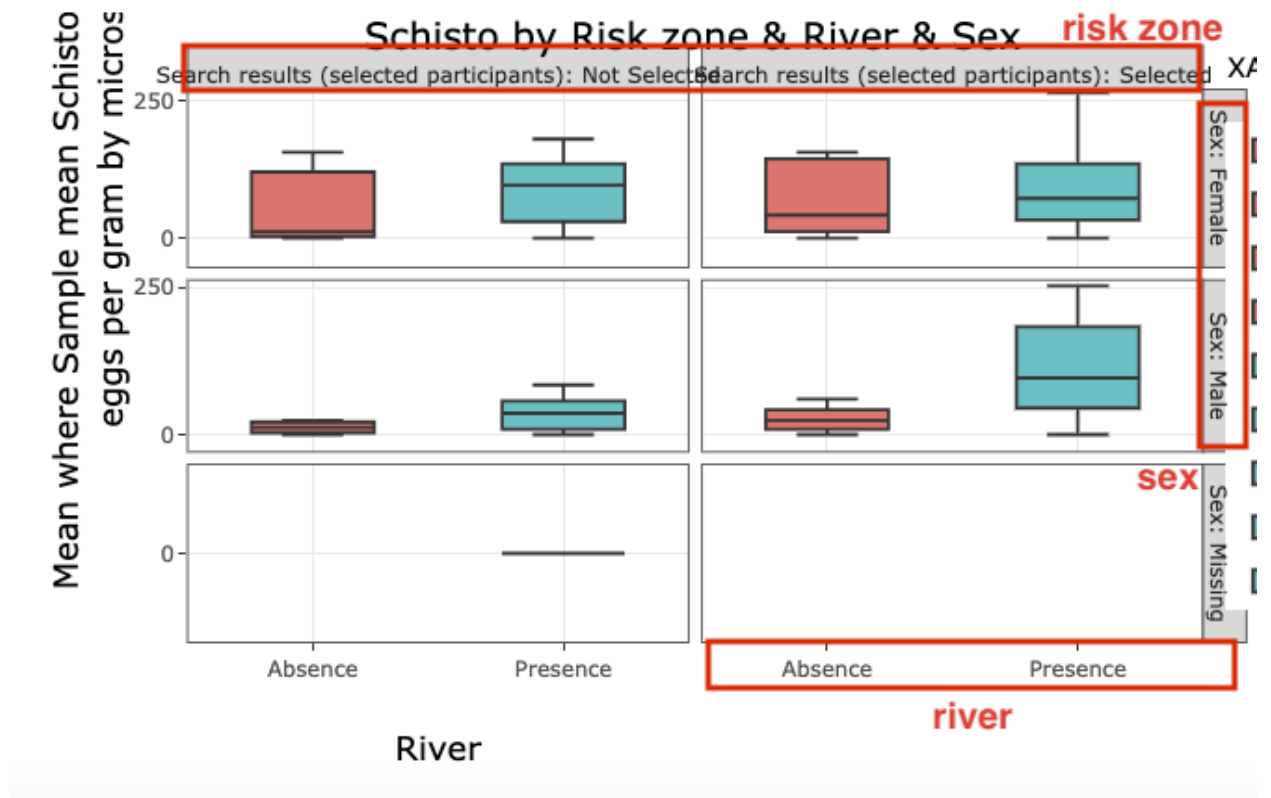 Schisto by Risk zone & River & Sex
risk zone
Search results (selected participants): Not Selected
Search results (selected participants): Selected
XA
Mean where Sample mean Schisto
eggs per gram by micros
250
0
250
0
0
Sex: Female
Sex: Male
sex
Sex: Missing
Absence
Presence
Absence
Presence
river
River